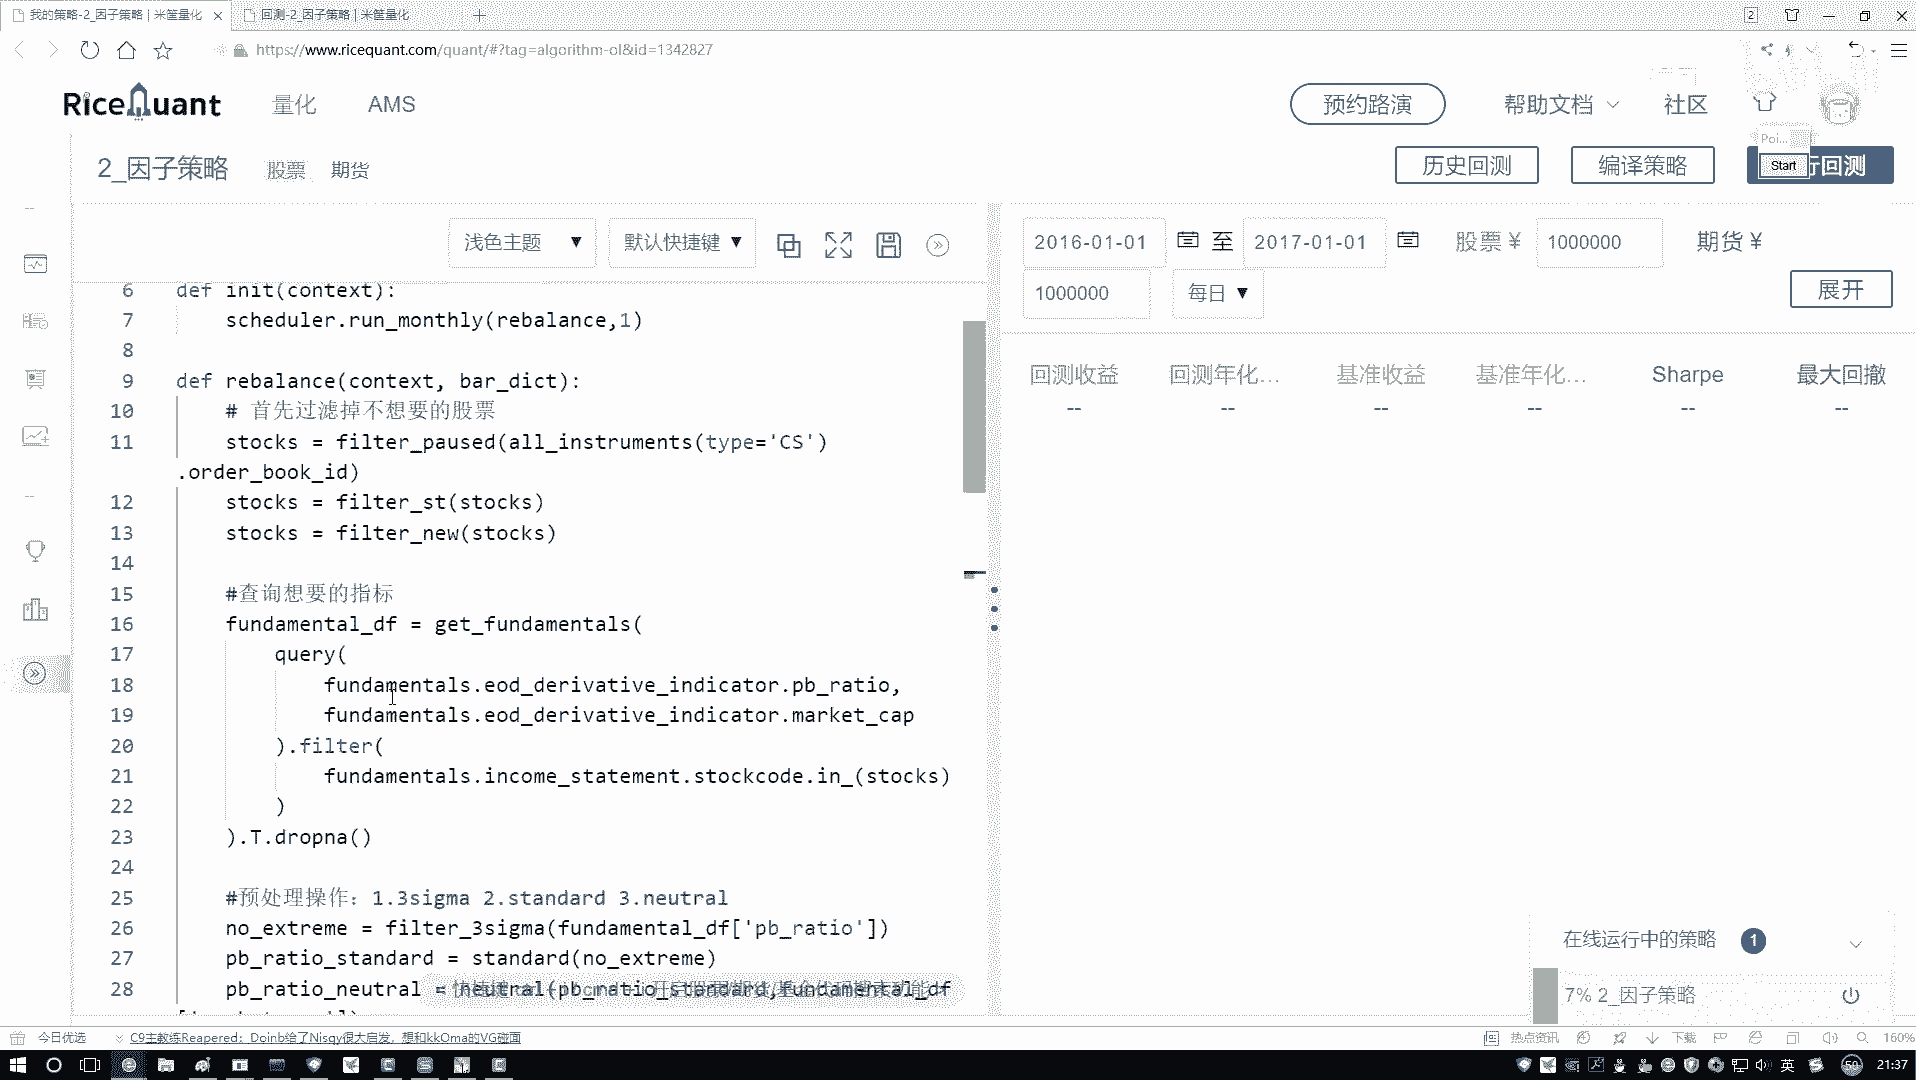 我的策略-2_因子策略 | 米筐量化
回测-2_因子策略 | 米筐量化
2
https://www.ricequant.com/quant/#?tag=algorithm-ol&id=1342827
RiceQuant 量化 AMS 预约路演 帮助文档 社区
2_因子策略 股票 期货 历史回测 编译策略 行回测
Poi...
Start
浅色主题 ▼ 默认快捷键 ▼
2016-01-01 至 2017-01-01 股票 ¥ 1000000 期货 ¥
1000000 每日 ▼ 展开
回测收益 回测年化... 基准收益 基准年化... Sharpe 最大回撤
-- -- -- -- -- --
6 def init(context):
7 scheduler.run_monthly(rebalance,1)
8
9 def rebalance(context, bar_dict):
10 # 首先过滤掉不想要的股票
11 stocks = filter_paused(all_instruments(type='CS')
.order_book_id)
12 stocks = filter_st(stocks)
13 stocks = filter_new(stocks)
14
15 #查询想要的指标
16 fundamental_df = get_fundamentals(
17 query(
18 fundamentals.eod_derivative_indicator.pb_ratio,
19 fundamentals.eod_derivative_indicator.market_cap
20 ).filter(
21 fundamentals.income_statement.stockcode.in_(stocks)
22 )
23 ).T.dropna()
24
25 #预处理操作：1.3sigma 2.standard 3.neutral
26 no_extreme = filter_3sigma(fundamental_df['pb_ratio'])
27 pb_ratio_standard = standard(no_extreme)
28 pb_ratio_neutral = neutral(pb_ratio_standard,fundamental_df
在线运行中的策略 1
7% 2_因子策略
今日优选 C9主教练Reapered：Doinb给了Nisqy很大启发，想和kkOma的VG碰面 热点资讯 下载 160%
英 50 21:37